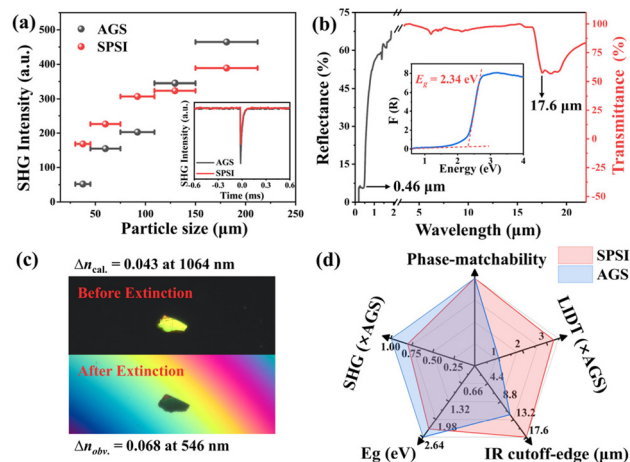 (a)
AGS
SPSI
SHG Intensity (a.u.)
500
400
300
200
100
0
0 50 100 150 200 250
Particle size (μm)
SHG Intensity (a.u.)
AGS
SPSI
-0.6 -0.3 0.0 0.3 0.6
Time (ms)
(b)
Reflectance (%)
75
60
45
30
15
0
0 1 2 5 10 15 20
Wavelength (μm)
Transmittance (%)
100
75
50
25
0
-25
-50
Eg = 2.34 eV
F (R)
8
4
0
1 2 3 4
Energy (eV)
17.6 μm
0.46 μm
(c)
Δncal. = 0.043 at 1064 nm
Before Extinction
After Extinction
Δnobv. = 0.068 at 546 nm
(d)
SPSI
AGS
Phase-matchability
LIDT (×AGS)
1 2 3
SHG (×AGS)
1.00 0.75 0.50 0.25
4.4
8.8
13.2
17.6
IR cutoff-edge (μm)
0.66
1.32
1.98
2.64
Eg (eV)